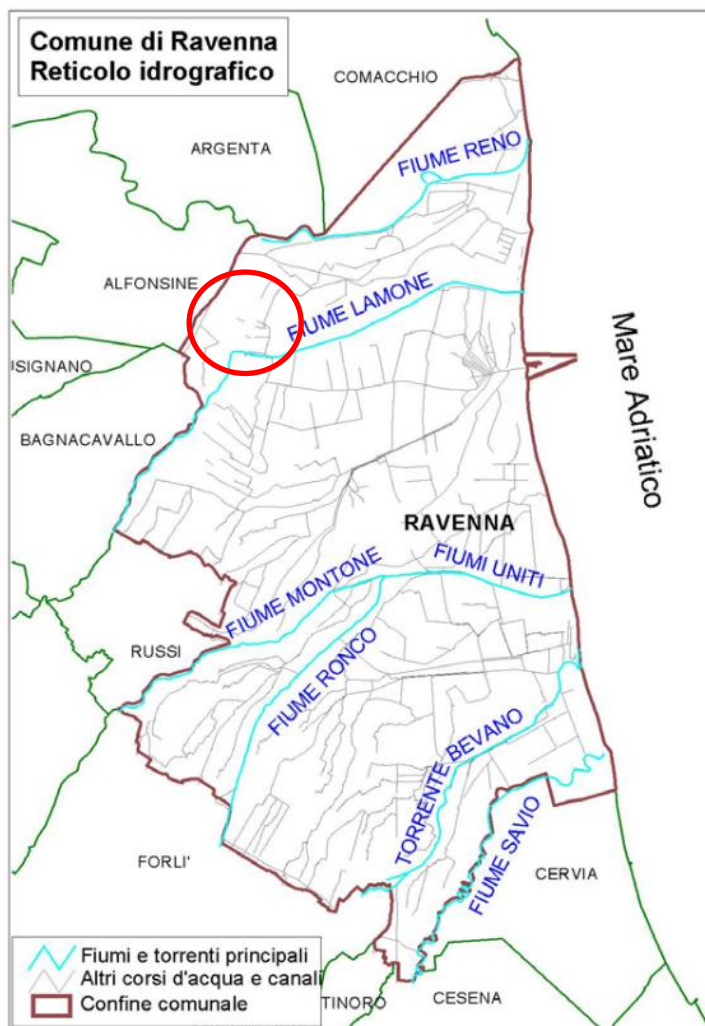 Comune di Ravenna
Reticolo idrografico
COMACCHIO
ARGENTA
FIUME RENO
ALFONSINE
FIUME LAMONE
USIGNANO
Mare Adriatico
BAGNACAVALLO
RAVENNA
FIUMI UNITI
FIUME MONTONE
RUSSI
FIUME RONCO
TORRENTE BEVANO
FIUME SAVIO
FORLI'
CERVIA
Fiumi e torrenti principali
Altri corsi d'acqua e canali
Confine comunale
TINORO
CESENA